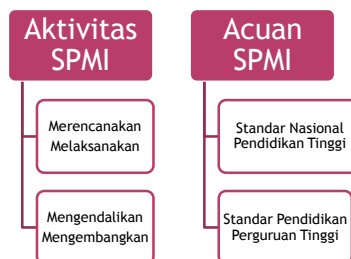 Aktivitas
SPMI
Merencanakan
Melaksanakan
Mengendalikan
Mengembangkan
Acuan
SPMI
Standar Nasional
Pendidikan Tinggi
Standar Pendidikan
Perguruan Tinggi